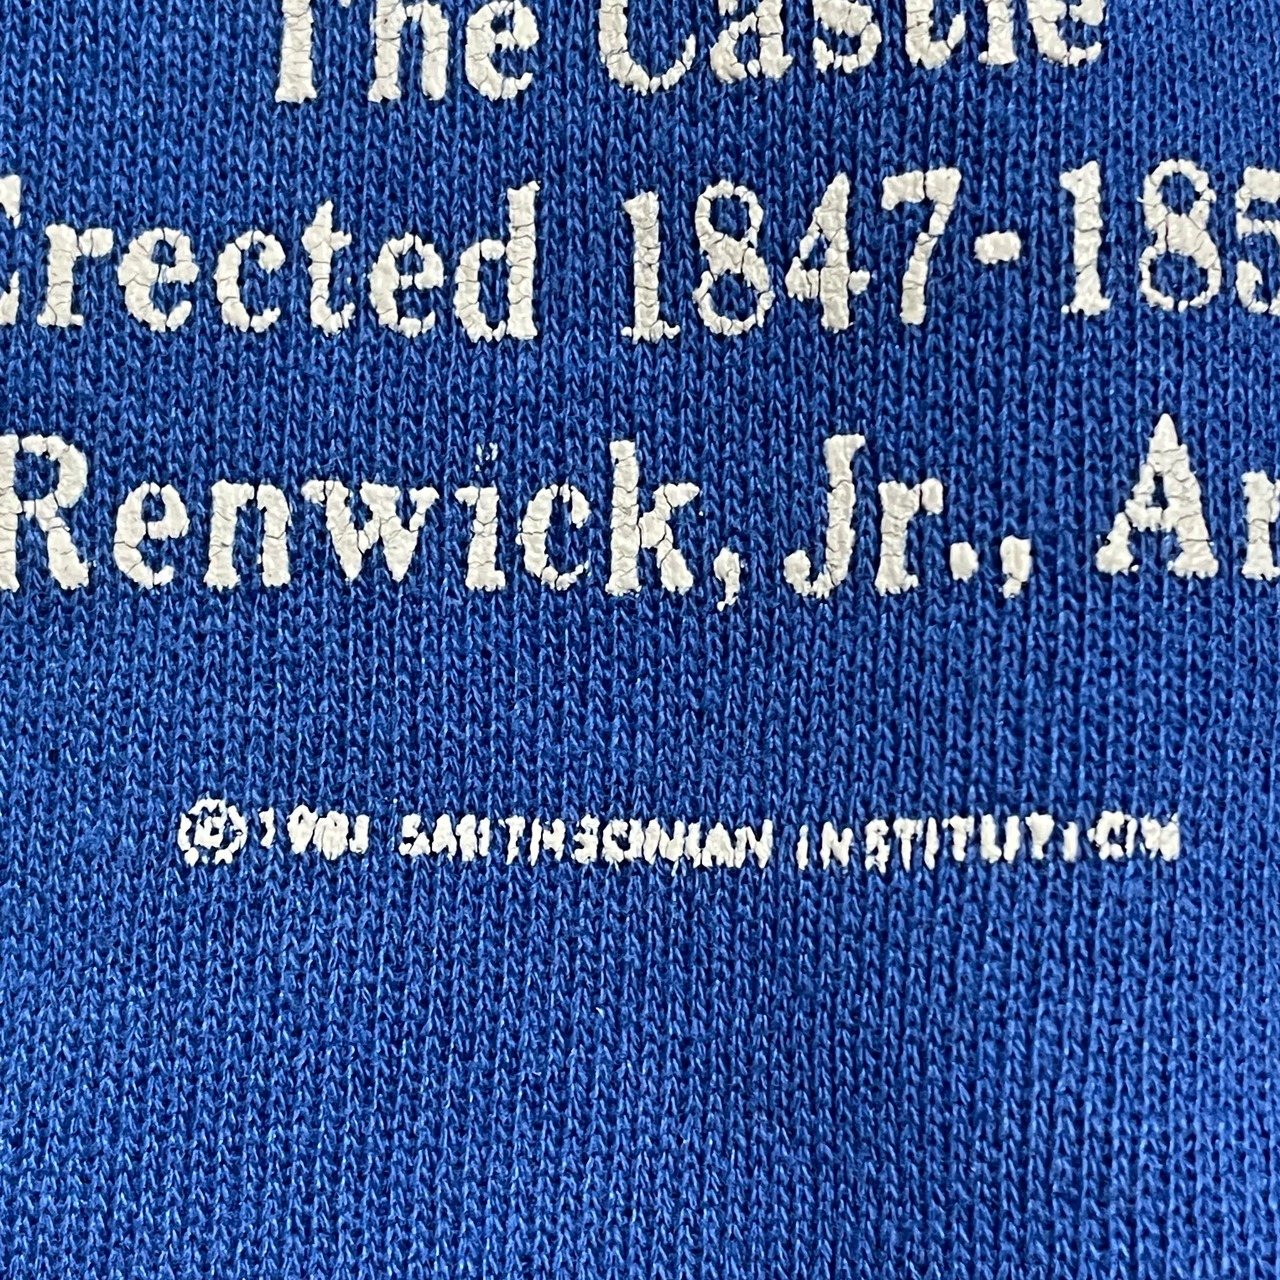 The Castle
Erected 1847-185
Renwick, Jr., Ar
© 1981 SMITHSONIAN INSTITUTION